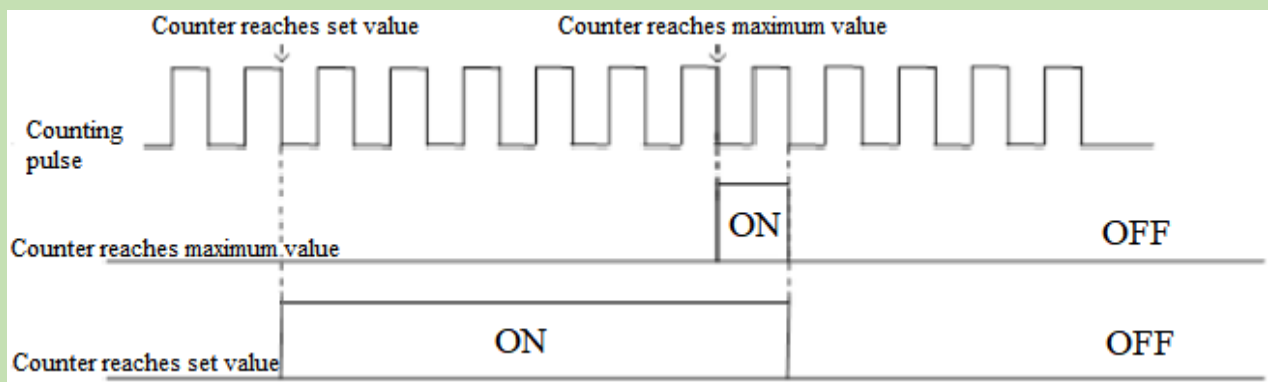 Counter reaches set value
Counter reaches maximum value
Counting
pulse
ON
OFF
Counter reaches maximum value
ON
OFF
Counter reaches set value